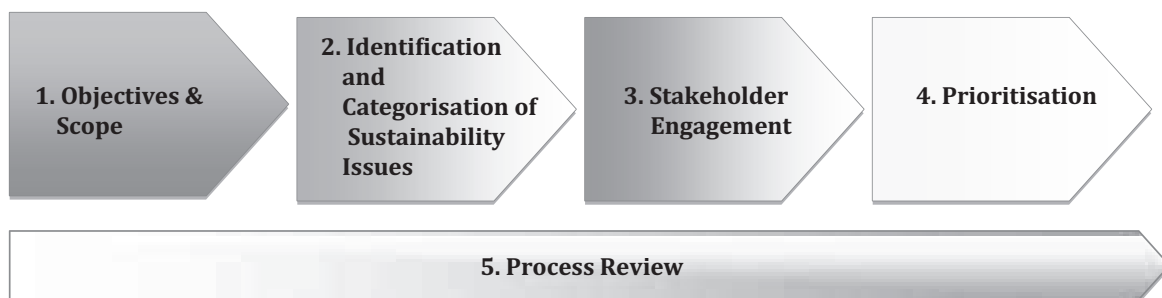 1. Objectives &
Scope
2. Identification
and
Categorisation of
Sustainability
Issues
3. Stakeholder
Engagement
4. Prioritisation
5. Process Review